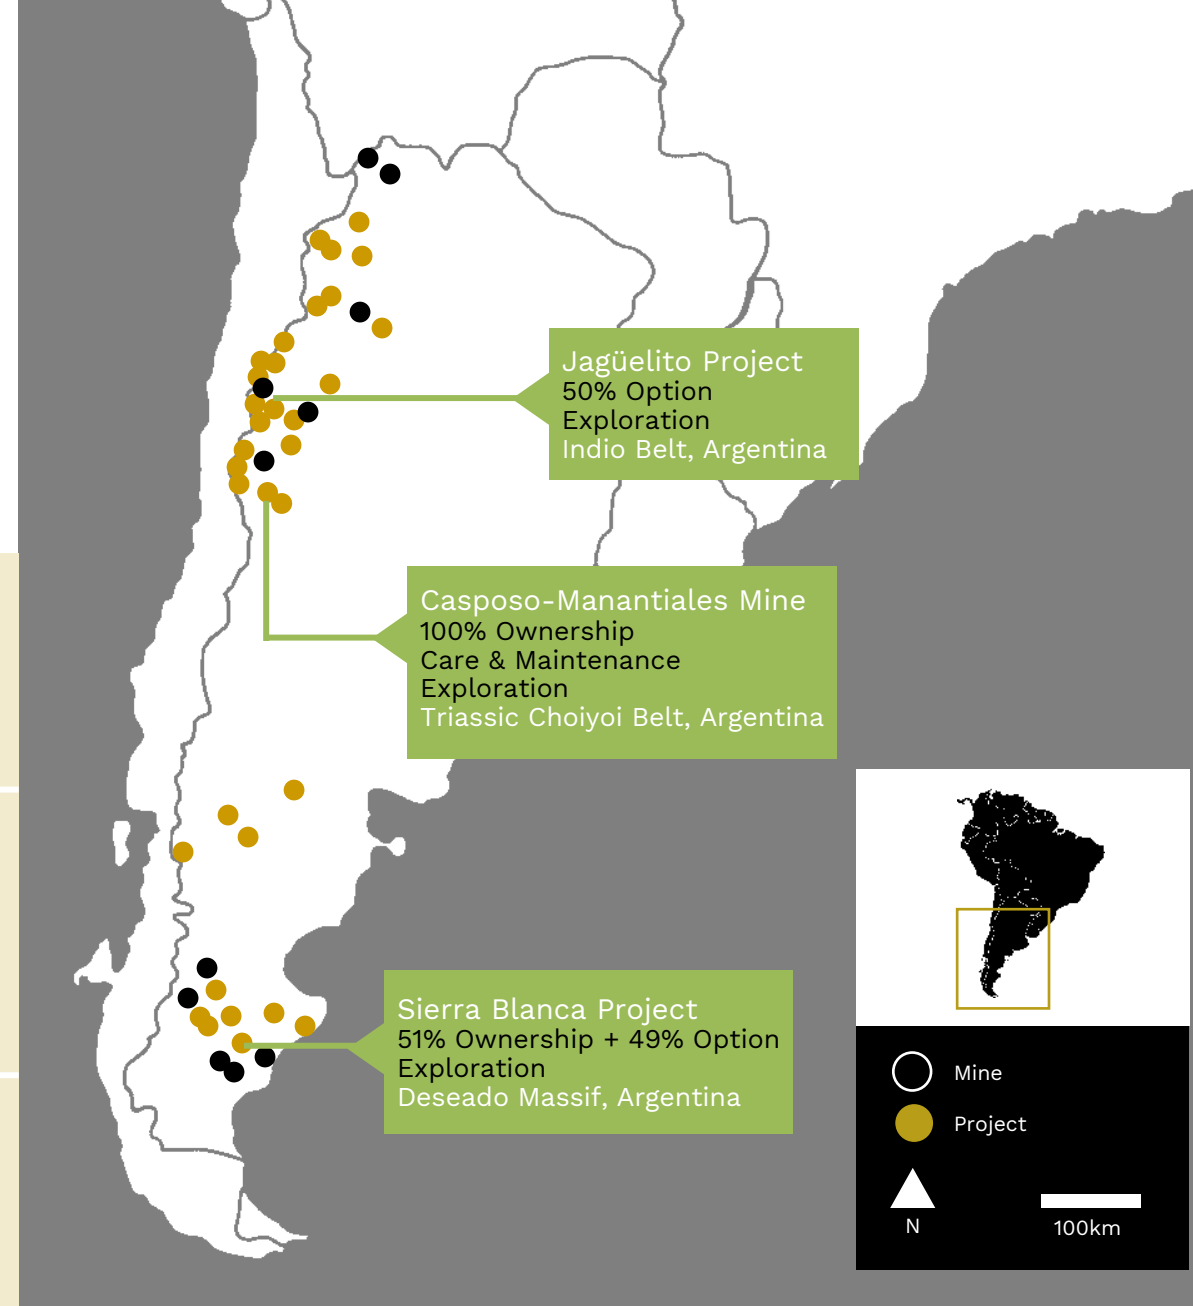 Jagüelito Project
50% Option
Exploration
Indio Belt, Argentina
Casposo-Manantiales Mine
100% Ownership
Care & Maintenance
Exploration
Triassic Choiyoi Belt, Argentina
Sierra Blanca Project
51% Ownership + 49% Option
Exploration
Deseado Massif, Argentina
Mine
Project
N
100km